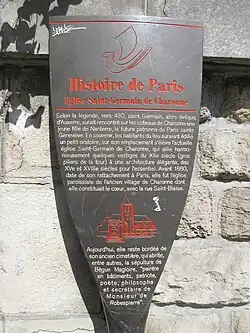 Histoire de Paris
Église Saint-Germain de Charonne
Selon la légende, vers 430, saint Germain, alors évêque
d'Auxerre, aurait rencontré sur les coteaux de Charonne une
jeune fille de Nanterre, la future patronne de Paris sainte
Geneviève. En souvenir, les habitants du lieu auraient édifié
un petit oratoire; sur son emplacement s'élève l'actuelle
église Saint-Germain de Charonne, qui allie harmo-
nieusement quelques vestiges du XIIe siècle (gros
piliers de la tour) à une architecture élégante, des
XVe et XVIIIe siècles pour l'essentiel. Avant 1860,
date de son rattachement à Paris, elle fut l'église
paroissiale de l'ancien village de Charonne dont
elle constituait le cœur, avec la rue Saint-Blaise.
Aujourd'hui, elle reste bordée de
son ancien cimetière, qui abrite,
entre autres, la sépulture de
Bègue Magloire, "peintre
en bâtiments, patriote,
poète, philosophe
et secrétaire de
Monsieur de
Robespierre".